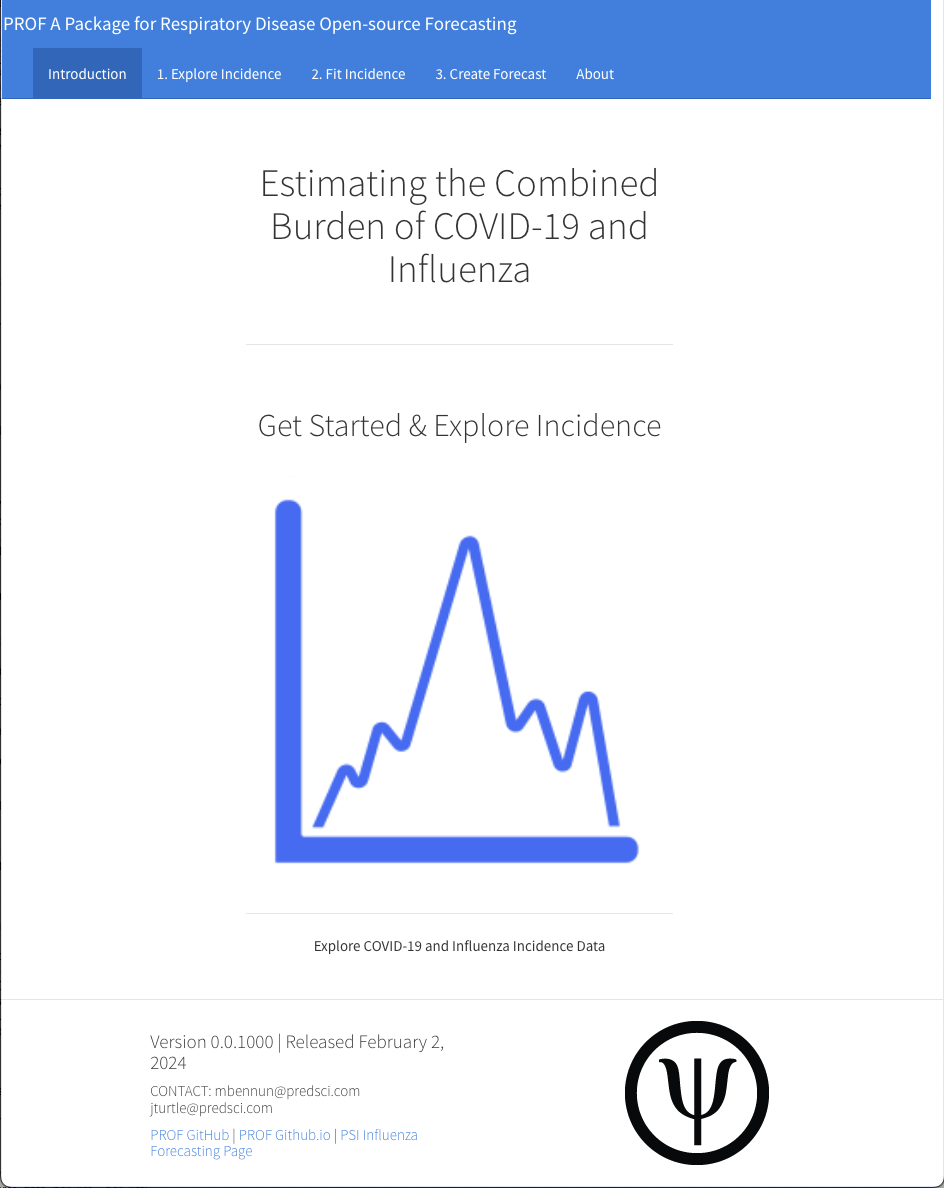 PROF A Package for Respiratory Disease Open-source Forecasting
Introduction 1. Explore Incidence 2. Fit Incidence 3. Create Forecast About
Estimating the Combined
Burden of COVID-19 and
Influenza
Get Started & Explore Incidence
Explore COVID-19 and Influenza Incidence Data
Version 0.0.1000 | Released February 2,
2024
CONTACT: mbennun@predsci.com
jturtle@predsci.com
PROF GitHub | PROF Github.io | PSI Influenza
Forecasting Page
ψ